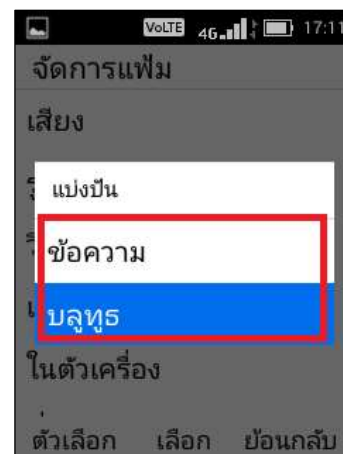 VoLTE 4G 17:11
จัดการแฟ้ม
เสียง
แบ่งปัน
ข้อความ
บลูทูธ
ในตัวเครื่อง
ตัวเลือก เลือก ย้อนกลับ